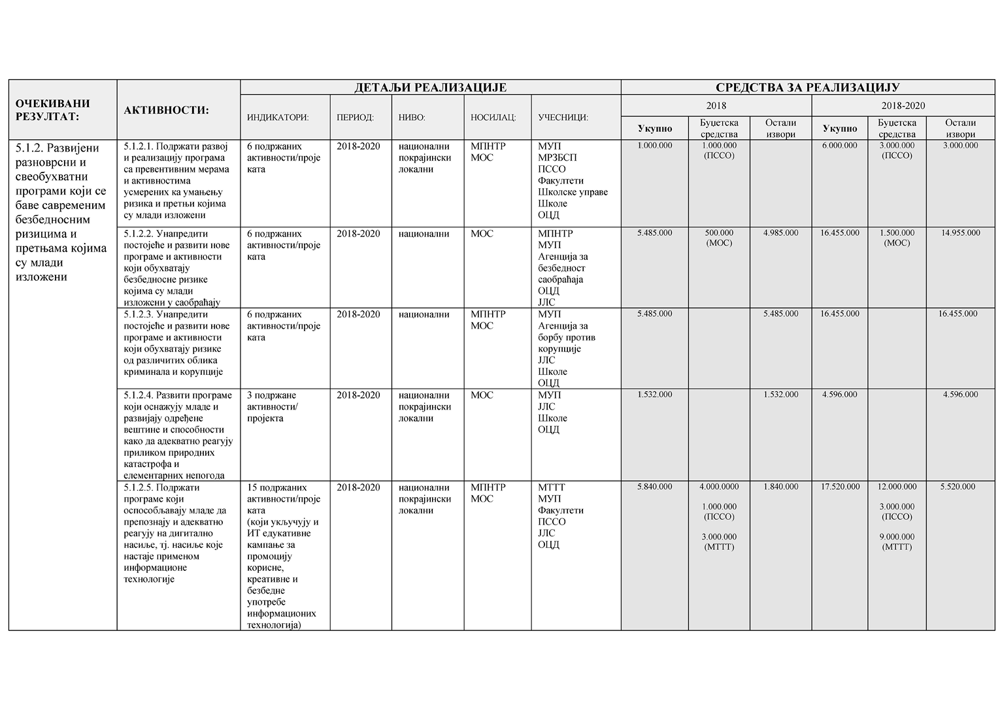 ОЧЕКИВАНИ
РЕЗУЛТАТ:
АКТИВНОСТИ:
ДЕТАЉИ РЕАЛИЗАЦИЈЕ
СРЕДСТВА ЗА РЕАЛИЗАЦИЈУ
ИНДИКАТОРИ:
ПЕРИОД:
НИВО:
НОСИЛАЦ:
УЧЕСНИЦИ:
2018
2018-2020
Укупно
Буџетска
средства
Остали
извори
Укупно
Буџетска
средства
Остали
извори
5.1.2. Развијени
разноврсни и
свеобухватни
програми који се
баве савременим
безбедносним
ризицима и
претњама којима
су млади
изложени
5.1.2.1. Подржати развој
и реализацију програма
са превентивним мерама
и активностима
усмерених ка умањењу
ризика и претњи којима
су млади изложени
6 подржаних
активности/проје
ката
2018-2020
национални
покрајински
локални
МПНТР
МОС
МУП
МРЗБСП
ПССО
Факултети
Школске управе
Школе
ОЦД
1.000.000
1.000.000
(ПССО)
6.000.000
3.000.000
(ПССО)
3.000.000
5.1.2.2. Унапредити
постојеће и развити нове
програме и активности
који обухватају
безбедносне ризике
којима су млади
изложени у саобраћају
6 подржаних
активности/проје
ката
2018-2020
национални
МОС
МПНТР
МУП
Агенција за
безбедност
саобраћаја
ОЦД
ЈЛС
5.485.000
500.000
(МОС)
4.985.000
16.455.000
1.500.000
(МОС)
14.955.000
5.1.2.3. Унапредити
постојеће и развити нове
програме и активности
који обухватају ризике
од различитих облика
криминала и корупције
6 подржаних
активности/проје
ката
2018-2020
национални
МПНТР
МОС
МУП
Агенција за
борбу против
корупције
ЈЛС
Школе
ОЦД
5.485.000
5.485.000
16.455.000
16.455.000
5.1.2.4. Развити програме
који оснажују младе и
развијају одређене
вештине и способности
како да адекватно реагују
приликом природних
катастрофа и
елементарних непогода
3 подржане
активности/
пројекта
2018-2020
национални
покрајински
локални
МОС
МУП
ЈЛС
Школе
ОЦД
1.532.000
1.532.000
4.596.000
4.596.000
5.1.2.5. Подржати
програме који
оспособљавају младе да
препознају и адекватно
реагују на дигитално
насиље, тј. насиље које
настаје применом
информационе
технологије
15 подржаних
активности/проје
ката
(који укључују и
ИТ едукативне
кампање за
промоцију
корисне,
креативне и
безбедне
употребе
информационих
технологија)
2018-2020
национални
покрајински
локални
МПНТР
МОС
МТТТ
МУП
Факултети
ПССО
ЈЛС
ОЦД
5.840.000
4.000.0000
1.000.000
(ПССО)
3.000.000
(МТТТ)
1.840.000
17.520.000
12.000.000
3.000.000
(ПССО)
9.000.000
(МТТТ)
5.520.000